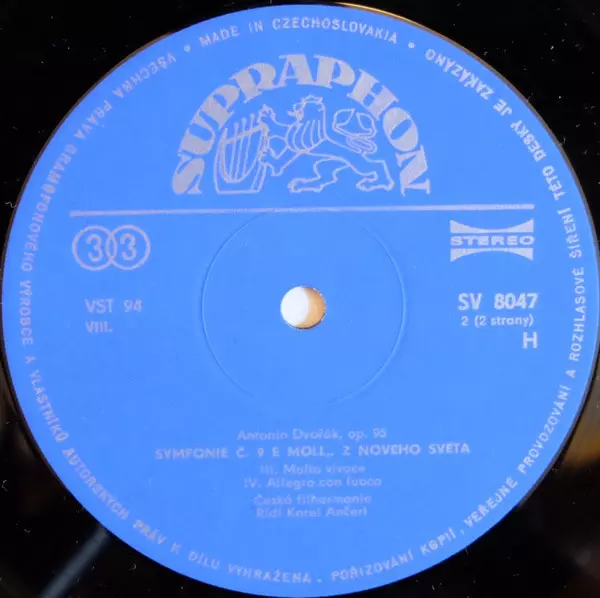 SUPRAPHON
33
STEREO
VST 94
VIII.
SV 8047
2 (2 strany)
H
Antonín Dvořák, op. 95
SYMFONIE Č. 9 E MOLL „ Z NOVÉHO SVĚTA
III. Molto vivace
IV. Allegro con fuoco
Česká filharmonie
Řídí Karel Ančerl
VŠECHNA PRÁVA GRAMOFONOVÉHO VÝROBCE A VLASTNÍKŮ AUTORSKÝCH PRÁV K DÍLU VYHRAŽENA • POŘIZOVÁNÍ KOPIÍ, VEŘEJNÉ PROVOZOVÁNÍ A ROZHLASOVÉ ŠÍŘENÍ TÉTO DESKY JE ZAKÁZÁNO •
• MADE IN CZECHOSLOVAKIA •